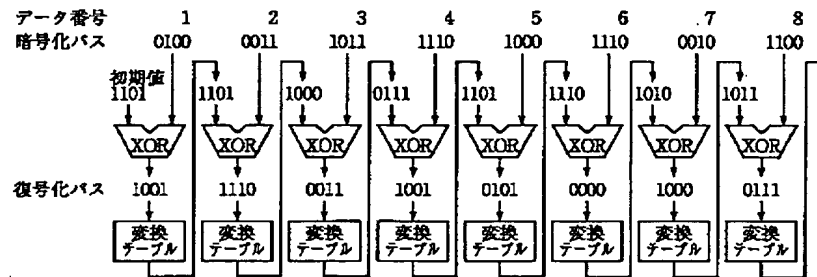 データ番号 1 2 3 4 5 6 7 8
暗号化バス 0100 0011 1011 1110 1000 1110 0010 1100
初期値
1101 1101 1000 0111 1101 1110 1010 1011
XOR XOR XOR XOR XOR XOR XOR XOR
復号化バス 1001 1110 0011 1001 0101 0000 1000 0111
変換 変換 変換 変換 変換 変換 変換 変換
テーブル テーブル テーブル テーブル テーブル テーブル テーブル テーブル